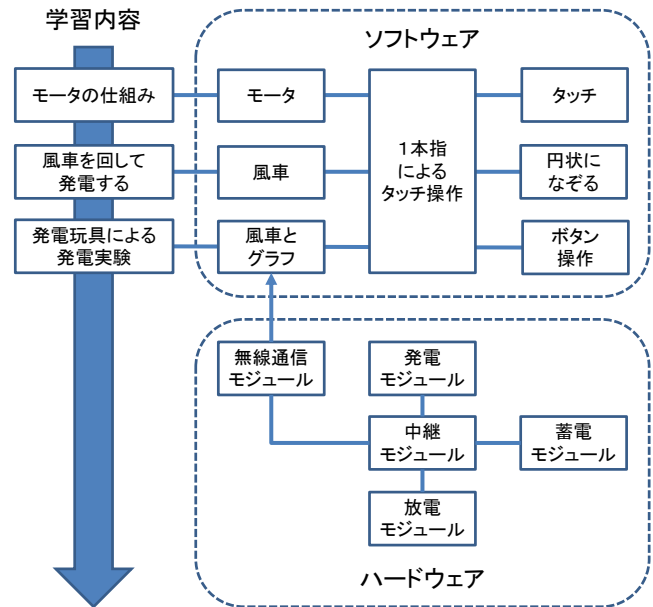 学習内容
ソフトウェア
モータの仕組み
モータ
1本指
による
タッチ操作
タッチ
風車を回して
発電する
風車
円状に
なぞる
発電玩具による
発電実験
風車と
グラフ
ボタン
操作
無線通信
モジュール
発電
モジュール
中継
モジュール
蓄電
モジュール
放電
モジュール
ハードウェア